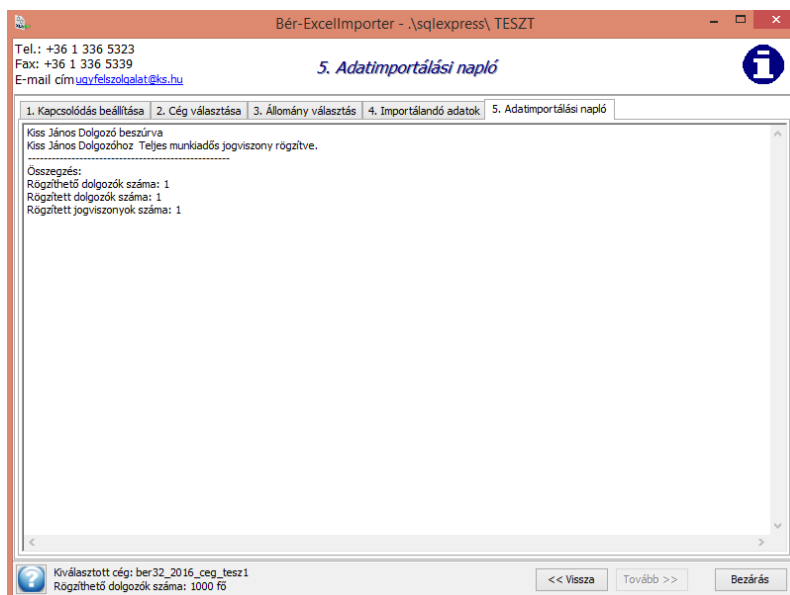 Bér-ExcelImporter - .\sqlexpress\ TESZT
Tel.: +36 1 336 5323
Fax: +36 1 336 5339
E-mail cím ugyfelszolgalat@ks.hu
5. Adatimportálási napló
1. Kapcsolódás beállítása 2. Cég választása 3. Állomány választás 4. Importálandó adatok 5. Adatimportálási napló
Kiss János Dolgozó beszúrva
Kiss János Dolgozóhoz Teljes munkiadős jogviszony rögzítve.
--------------------------------------------------
Összegzés:
Rögzíthető dolgozók száma: 1
Rögzített dolgozók száma: 1
Rögzített jogviszonyok száma: 1
Kiválasztott cég: ber32_2016_ceg_tesz1
Rögzíthető dolgozók száma: 1000 fő
<< Vissza Tovább >> Bezárás